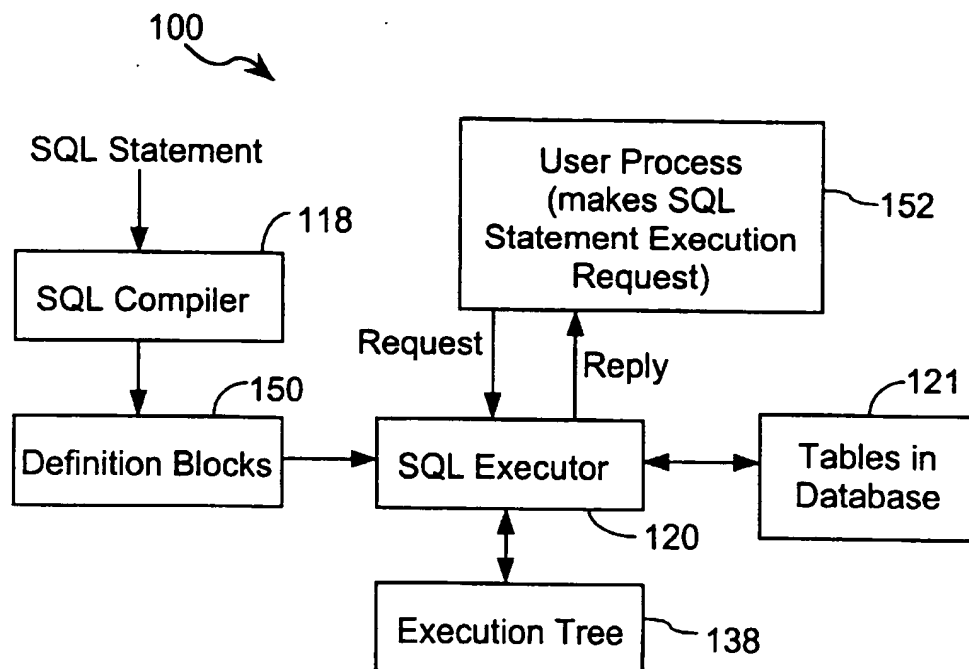 100
SQL Statement
118
SQL Compiler
150
Definition Blocks
User Process
(makes SQL
Statement Execution
Request)
152
Request
Reply
SQL Executor
120
121
Tables in
Database
Execution Tree
138